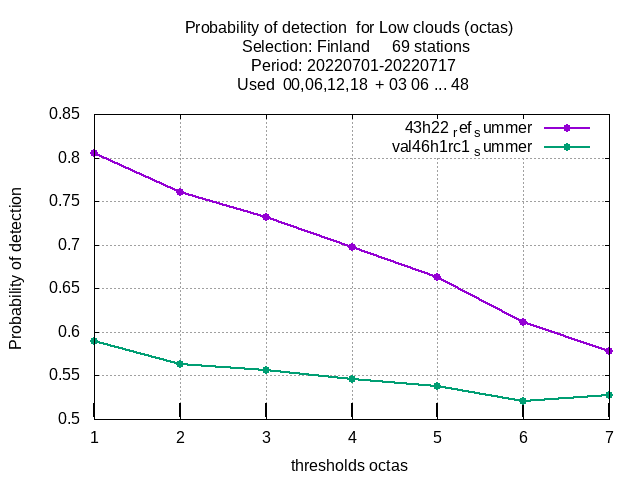 Probability of detection  for Low clouds (octas)
Selection: Finland     69 stations
Period: 20220701-20220717
Used  00,06,12,18  + 03 06 ... 48
43h22 ref summer
val46h1rc1 summer
Probability of detection
0.85
0.8
0.75
0.7
0.65
0.6
0.55
0.5
1 2 3 4 5 6 7
thresholds octas